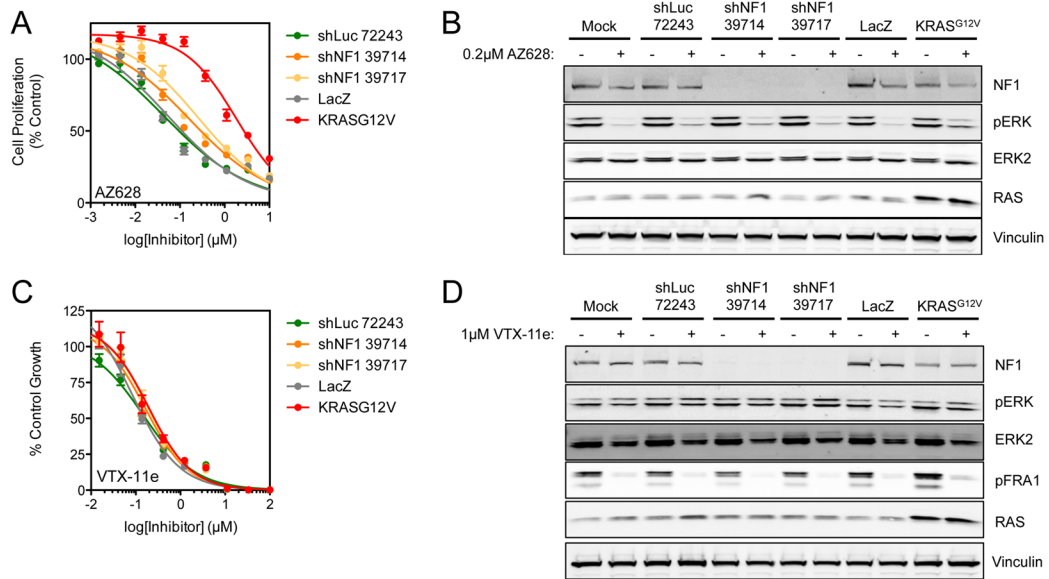 A
Cell Proliferation
(% Control)
100
50
0
AZ628
-3 -2 -1 0 1
log[Inhibitor] (µM)
shLuc 72243
shNF1 39714
shNF1 39717
LacZ
KRASG12V
B
Mock shLuc 72243 shNF1 39714 shNF1 39717 LacZ KRASG12V
0.2µM AZ628: - + - + - + - + - + - +
NF1
pERK
ERK2
RAS
Vinculin
C
% Control Growth
125
100
75
50
25
0
VTX-11e
-2 -1 0 1 2
log[Inhibitor] (µM)
shLuc 72243
shNF1 39714
shNF1 39717
LacZ
KRASG12V
D
Mock shLuc 72243 shNF1 39714 shNF1 39717 LacZ KRASG12V
1µM VTX-11e: - + - + - + - + - + - +
NF1
pERK
ERK2
pFRA1
RAS
Vinculin